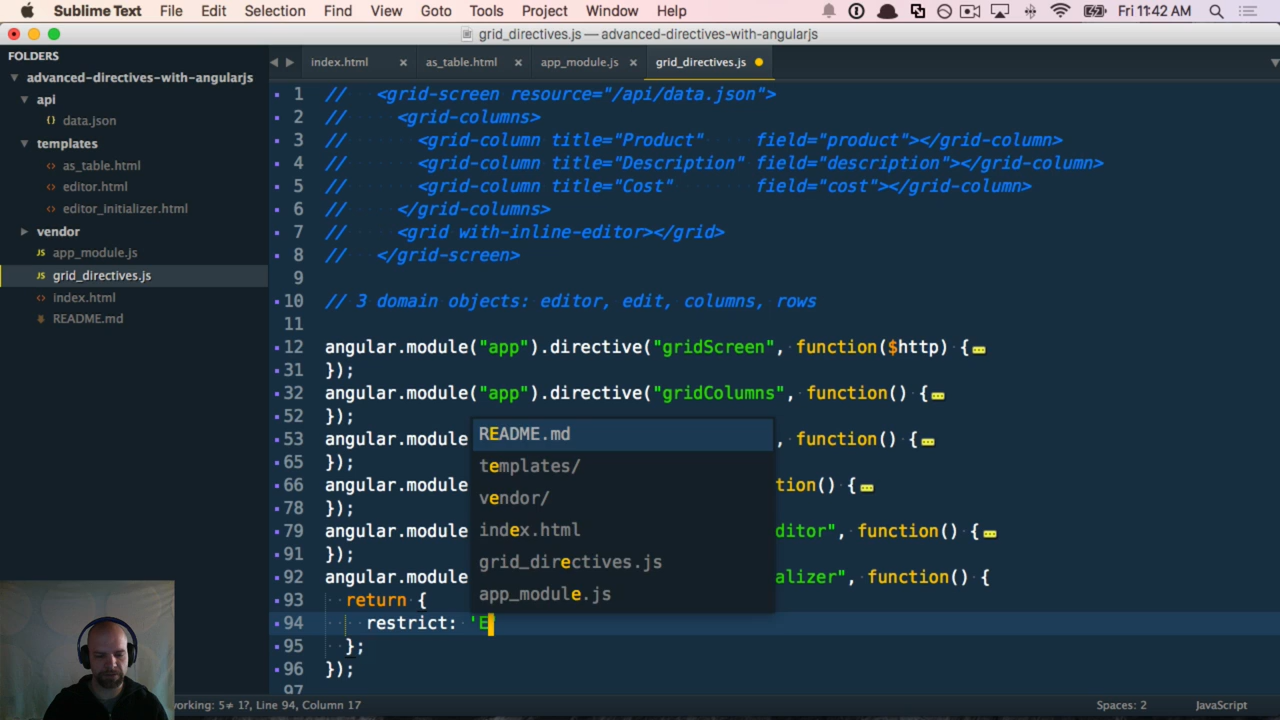 Sublime Text File Edit Selection Find View Goto Tools Project Window Help Fri 11:42 AM
grid_directives.js — advanced-directives-with-angularjs
FOLDERS
advanced-directives-with-angularjs
api
data.json
templates
as_table.html
editor.html
editor_initializer.html
vendor
JS app_module.js
JS grid_directives.js
index.html
README.md
index.html as_table.html app_module.js grid_directives.js
1 // <grid-screen resource="/api/data.json">
2 // <grid-columns>
3 // <grid-column title="Product" field="product"></grid-column>
4 // <grid-column title="Description" field="description"></grid-column>
5 // <grid-column title="Cost" field="cost"></grid-column>
6 // </grid-columns>
7 // <grid with-inline-editor></grid>
8 // </grid-screen>
9
10 // 3 domain objects: editor, edit, columns, rows
11
12 angular.module("app").directive("gridScreen", function($http) {
31 });
32 angular.module("app").directive("gridColumns", function() {
52 });
53 angular.module , function() {
65 });
66 angular.module tion() {
78 });
79 angular.module ditor", function() {
91 });
92 angular.module alizer", function() {
93 return {
94 restrict: 'E'
95 };
96 });
97
README.md
templates/
vendor/
index.html
grid_directives.js
app_module.js
working: 5≠ 1?, Line 94, Column 17 Spaces: 2 JavaScript